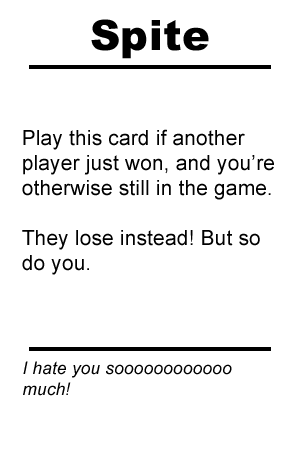 Spite
Play this card if another
player just won, and you’re
otherwise still in the game.
They lose instead! But so
do you.
I hate you soooooooooooo
much!